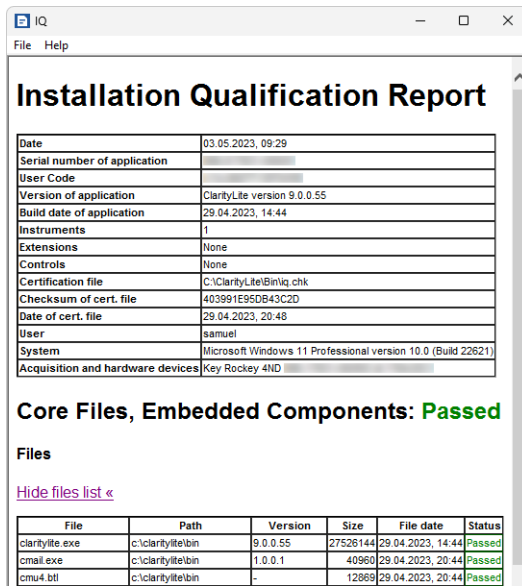 IQ
File Help
Installation Qualification Report
Date 03.05.2023, 09:29
Serial number of application
User Code
Version of application ClarityLite version 9.0.0.55
Build date of application 29.04.2023, 14:44
Instruments 1
Extensions None
Controls None
Certification file C:\ClarityLite\Bin\iq.chk
Checksum of cert. file 403991E95DB43C2D
Date of cert. file 29.04.2023, 20:48
User samuel
System Microsoft Windows 11 Professional version 10.0 (Build 22621)
Acquisition and hardware devices Key Rockey 4ND
Core Files, Embedded Components: Passed
Files
Hide files list «
File Path Version Size File date Status
claritylite.exe c:\claritylite\bin 9.0.0.55 27526144 29.04.2023, 14:44 Passed
cmail.exe c:\claritylite\bin 1.0.0.1 40960 29.04.2023, 20:44 Passed
cmu4.btl c:\claritylite\bin - 12869 29.04.2023, 20:44 Passed